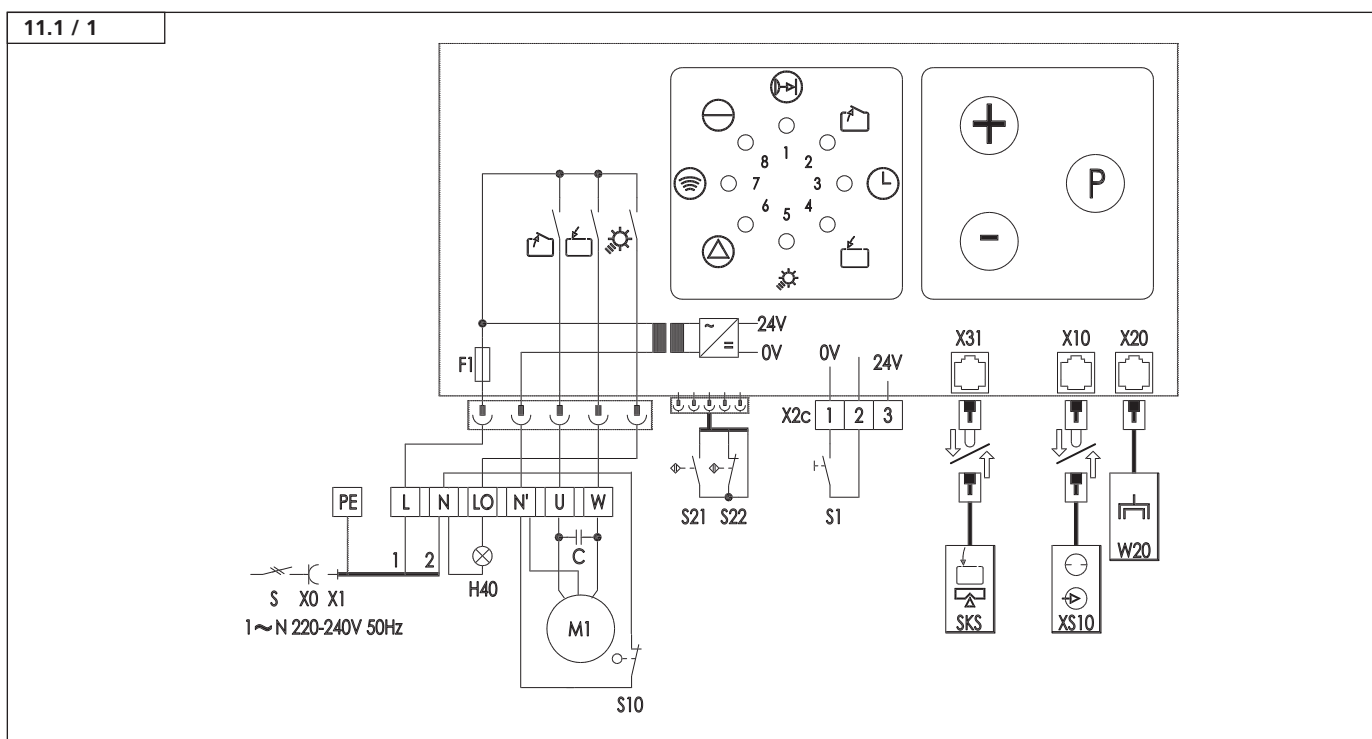 11.1 / 1
1
8
2
7
3
6
4
5
+
-
P
24V
0V
F1
0V
24V
X31
X10
X20
X2c
1
2
3
PE
L
N
LO
N'
U
W
1
2
C
H40
S21
S22
S1
W20
S
X0
X1
1~N 220-240V 50Hz
M1
SKS
XS10
S10